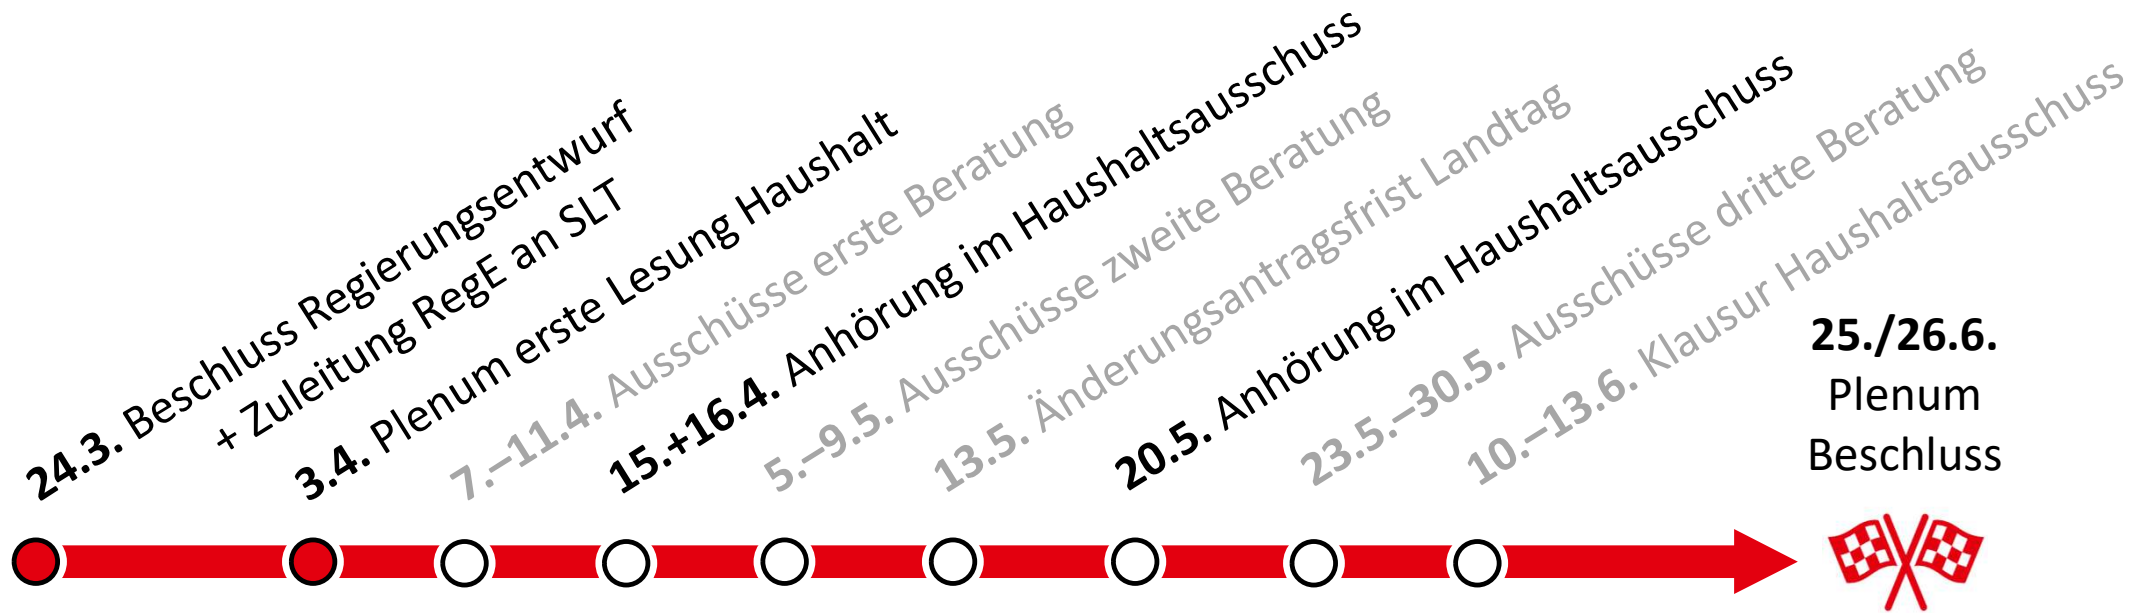 24.3. Beschluss Regierungsentwurf
+ Zuleitung RegE an SLT
3.4. Plenum erste Lesung Haushalt
7.–11.4. Ausschüsse erste Beratung
15.+16.4. Anhörung im Haushaltsausschuss
5.–9.5. Ausschüsse zweite Beratung
13.5. Änderungsantragsfrist Landtag
20.5. Anhörung im Haushaltsausschuss
23.5.–30.5. Ausschüsse dritte Beratung
10.–13.6. Klausur Haushaltsausschuss
25./26.6.
Plenum
Beschluss